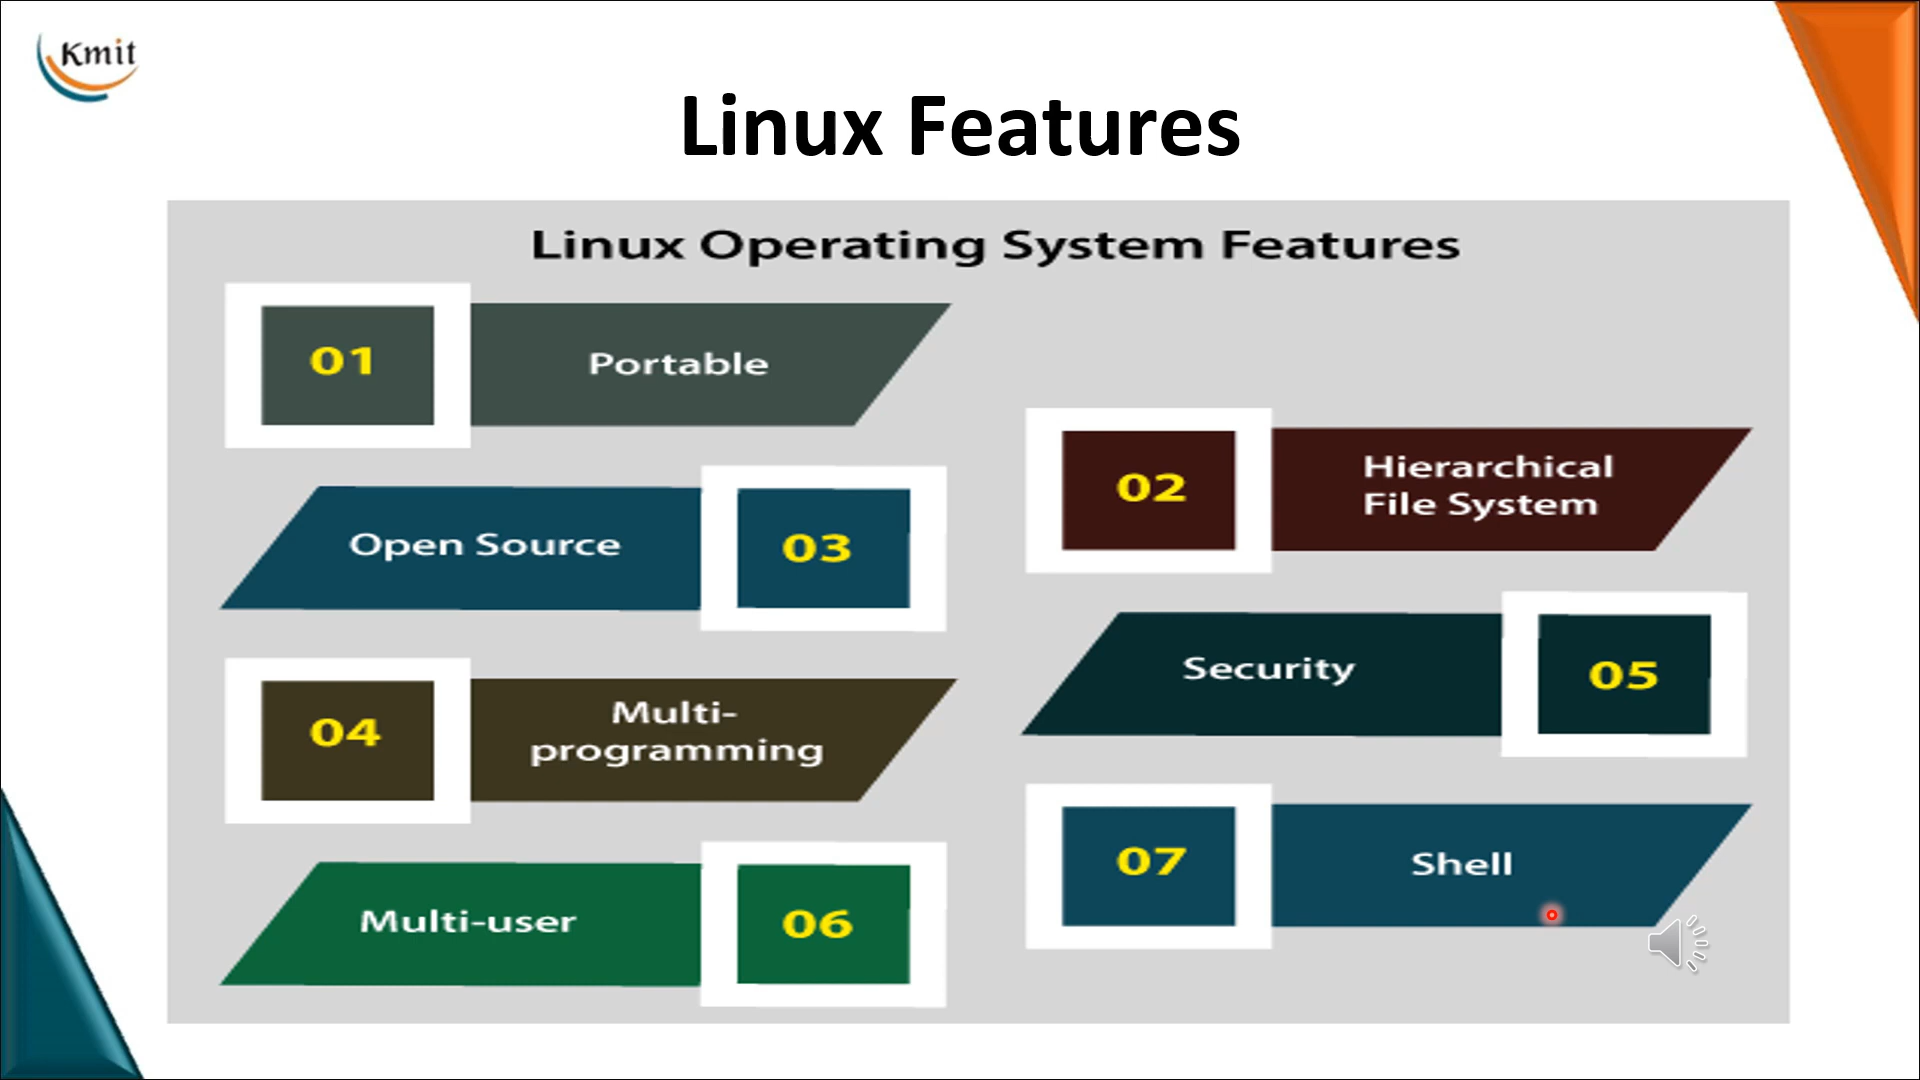 Kmit
Linux Features
Linux Operating System Features
01
Portable
02
Hierarchical
File System
Open Source
03
04
Multi-
programming
Security
05
Multi-user
06
07
Shell